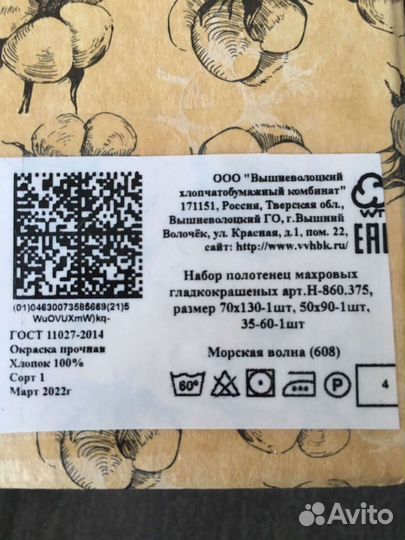 ООО "Вышневолоцкий
хлопчатобумажный комбинат"
171151, Россия, Тверская обл.,
Вышневолоцкий ГО, г.Вышний
Волочёк, ул. Красная, д.1, пом. 22,
сайт: http://www.vvhbk.ru/
EAC
(01)04630073585669(21)5
WuOVUXmW)kq-
ГОСТ 11027-2014
Окраска прочная
Хлопок 100%
Сорт 1
Март 2022г
Набор полотенец махровых
гладкокрашеных арт.Н-860.375,
размер 70х130-1шт, 50х90-1шт,
35-60-1шт
Морская волна (608)
60°
P
4
Avito